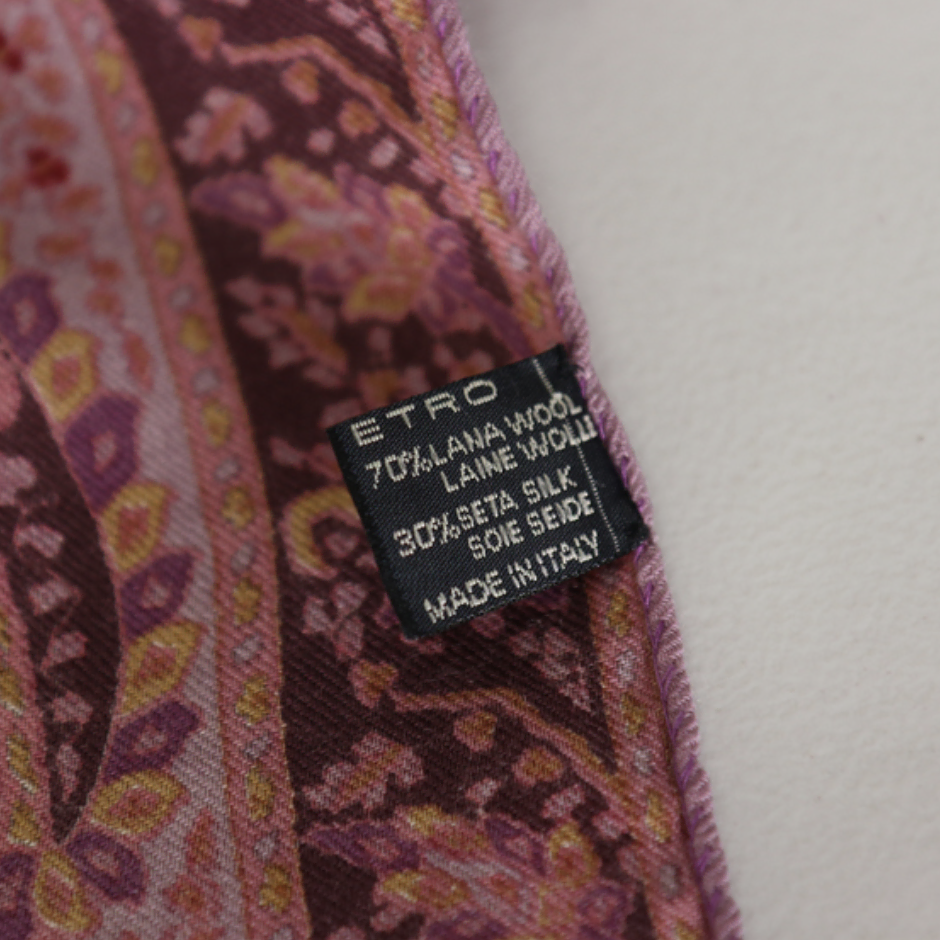 ETRO
70% LANA WOOL
LAINE WOLLE
30% SETA SILK
SOIE SEIDE
MADE IN ITALY